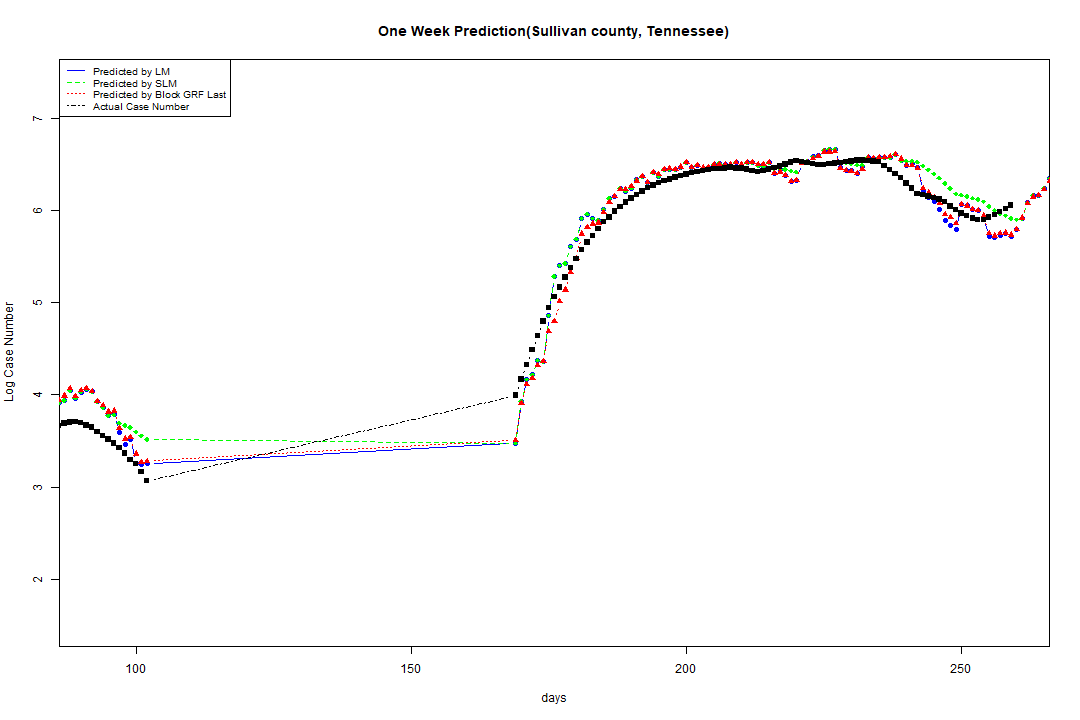 One Week Prediction(Sullivan county, Tennessee)
Predicted by LM
Predicted by SLM
Predicted by Block GRF Last
Actual Case Number
7
6
5
4
3
2
Log Case Number
100 150 200 250
days